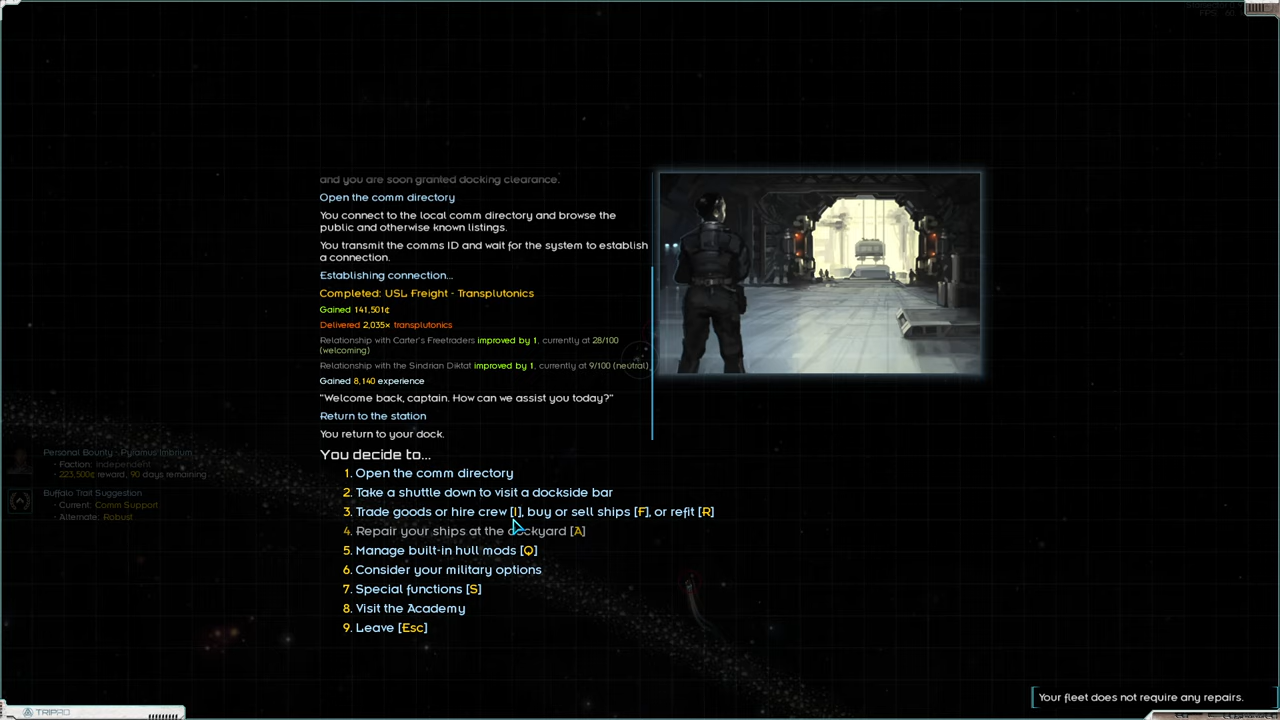 FPS: 60
and you are soon granted docking clearance.
Open the comm directory
You connect to the local comm directory and browse the
public and otherwise known listings.
You transmit the comms ID and wait for the system to establish
a connection.
Establishing connection...
Completed: USL Freight - Transplutonics
Gained 141,501¢
Delivered 2,035× transplutonics
Relationship with Carter's Freetraders improved by 1, currently at 28/100
(welcoming)
Relationship with the Sindrian Diktat improved by 1, currently at 9/100 (neutral)
Gained 8,140 experience
"Welcome back, captain. How can we assist you today?"
Return to the station
You return to your dock.
You decide to...
1. Open the comm directory
2. Take a shuttle down to visit a dockside bar
3. Trade goods or hire crew [I], buy or sell ships [F], or refit [R]
4. Repair your ships at the dockyard [A]
5. Manage built-in hull mods [Q]
6. Consider your military options
7. Special functions [S]
8. Visit the Academy
9. Leave [Esc]
Personal Bounty - Pylamus Imbrium
- Faction: Independent
- 223,500¢ reward, 90 days remaining
Buffalo Trait Suggestion
- Current: Comm Support
- Alternate: Robust
Your fleet does not require any repairs.
TRIPAD